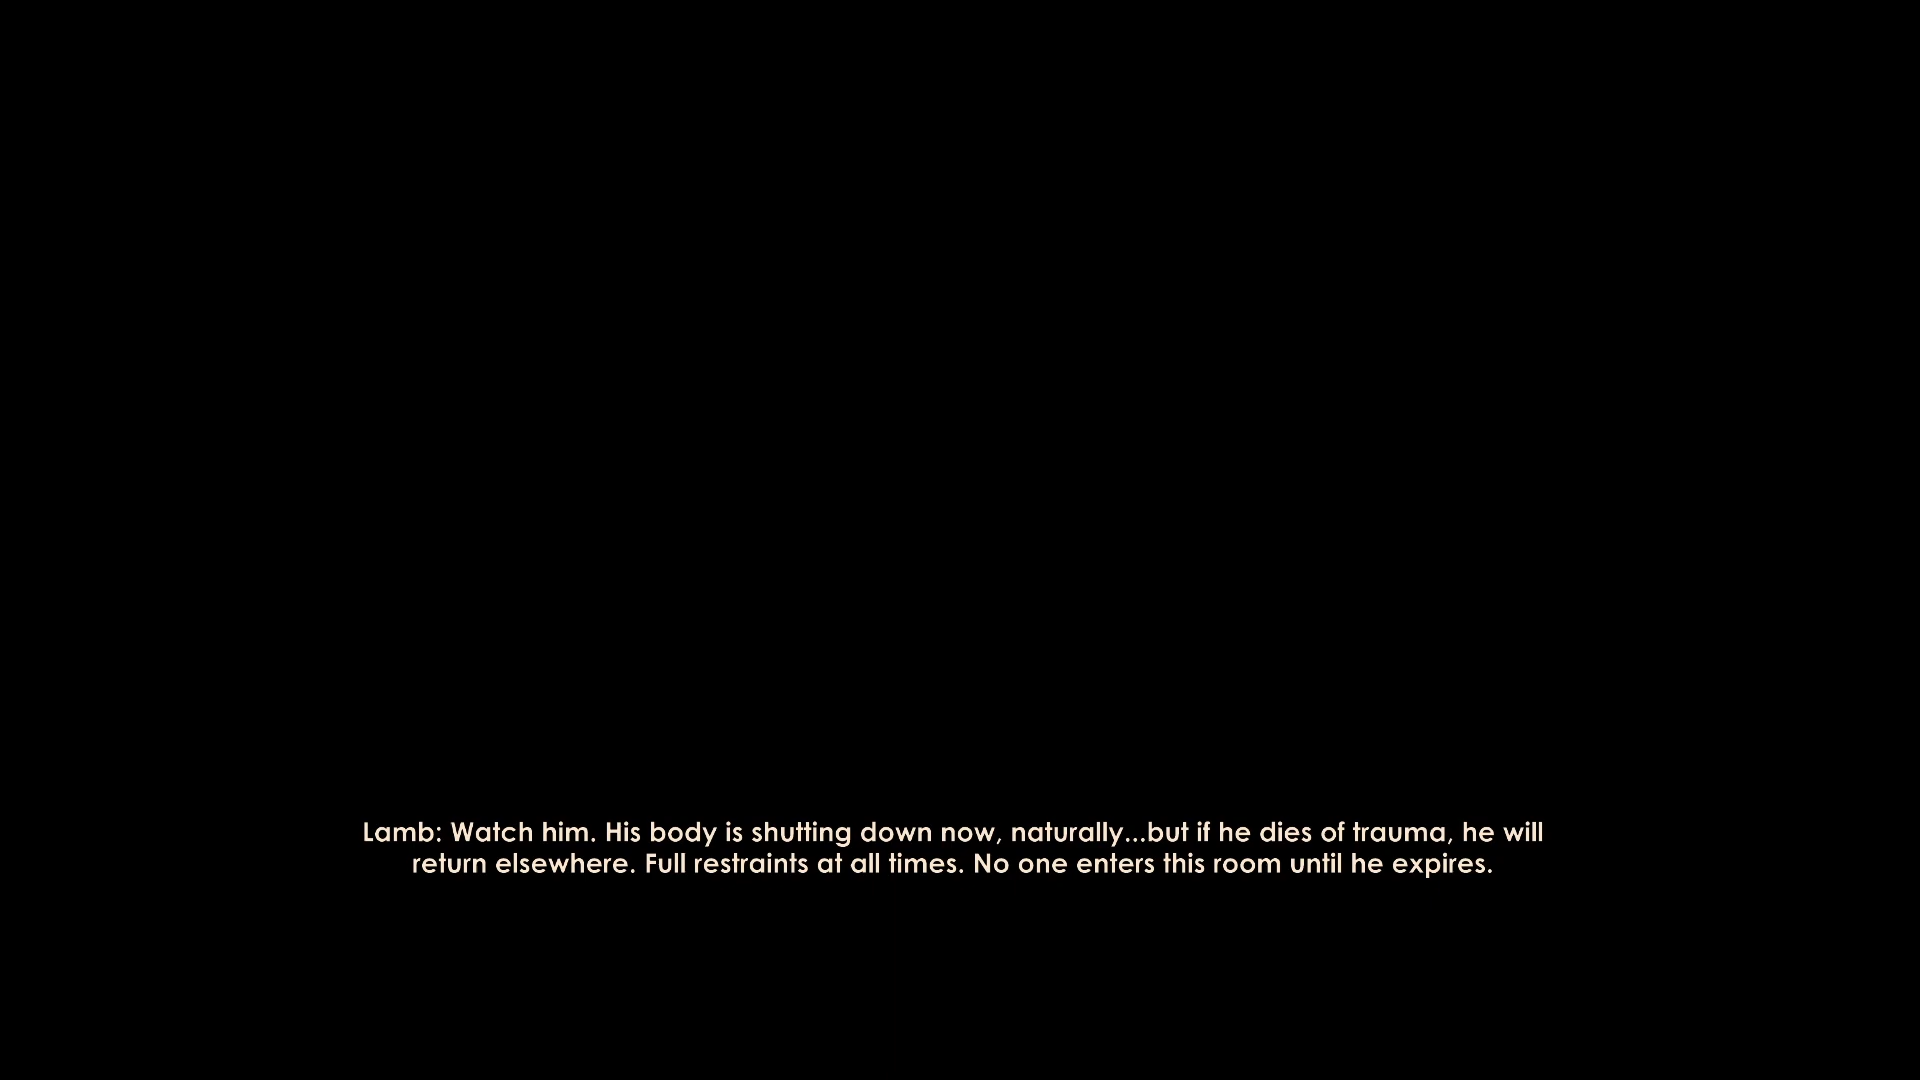 Lamb: Watch him. His body is shutting down now, naturally...but if he dies of trauma, he will
return elsewhere. Full restraints at all times. No one enters this room until he expires.